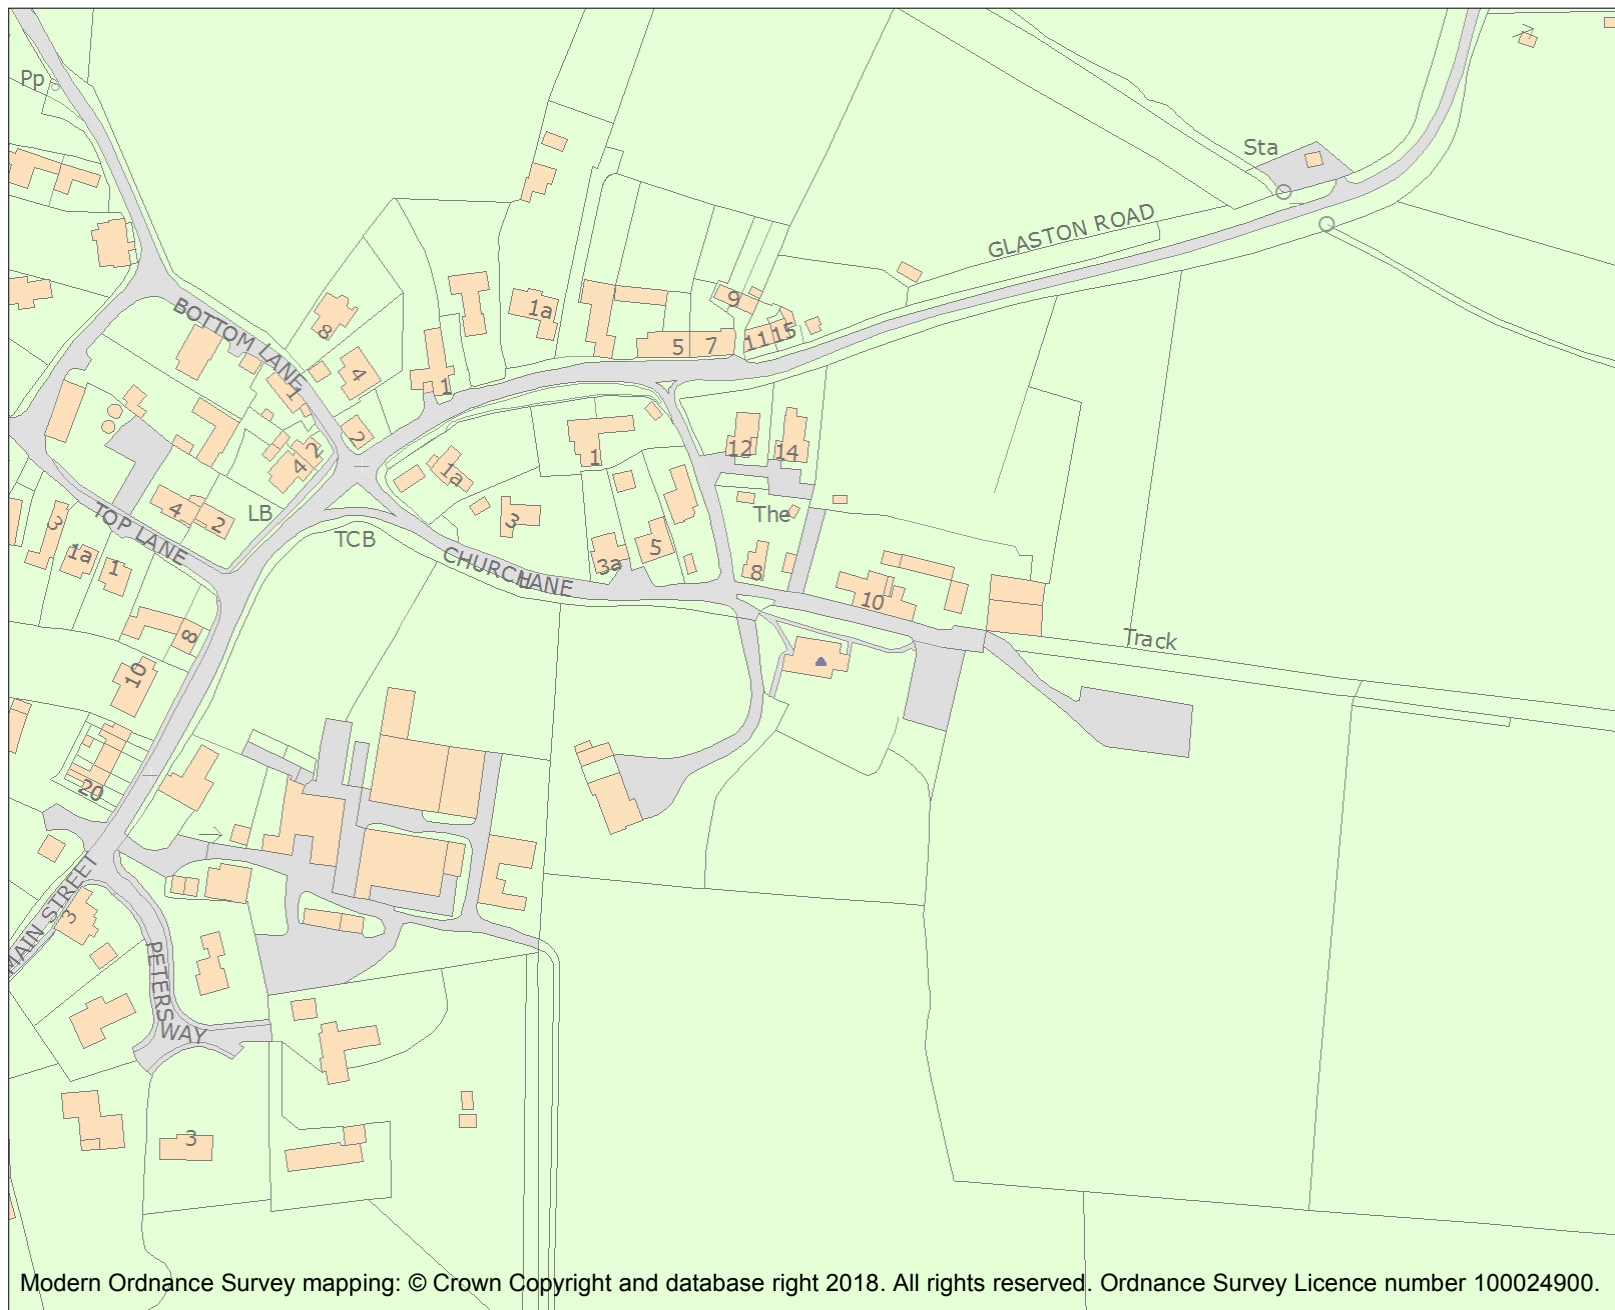 Pp
Sta
GLASTON ROAD
BOTTOM LANE
8
1a
9
5
7
11
15
4
1
1
2
2
4
1a
1
12
14
LB
TCB
The
3
5
3a
8
10
4
2
TOP LANE
3
1a
1
CHURCH LANE
8
10
20
Track
MAIN STREET
3
PETERS WAY
3
Modern Ordnance Survey mapping: © Crown Copyright and database right 2018. All rights reserved. Ordnance Survey Licence number 100024900.